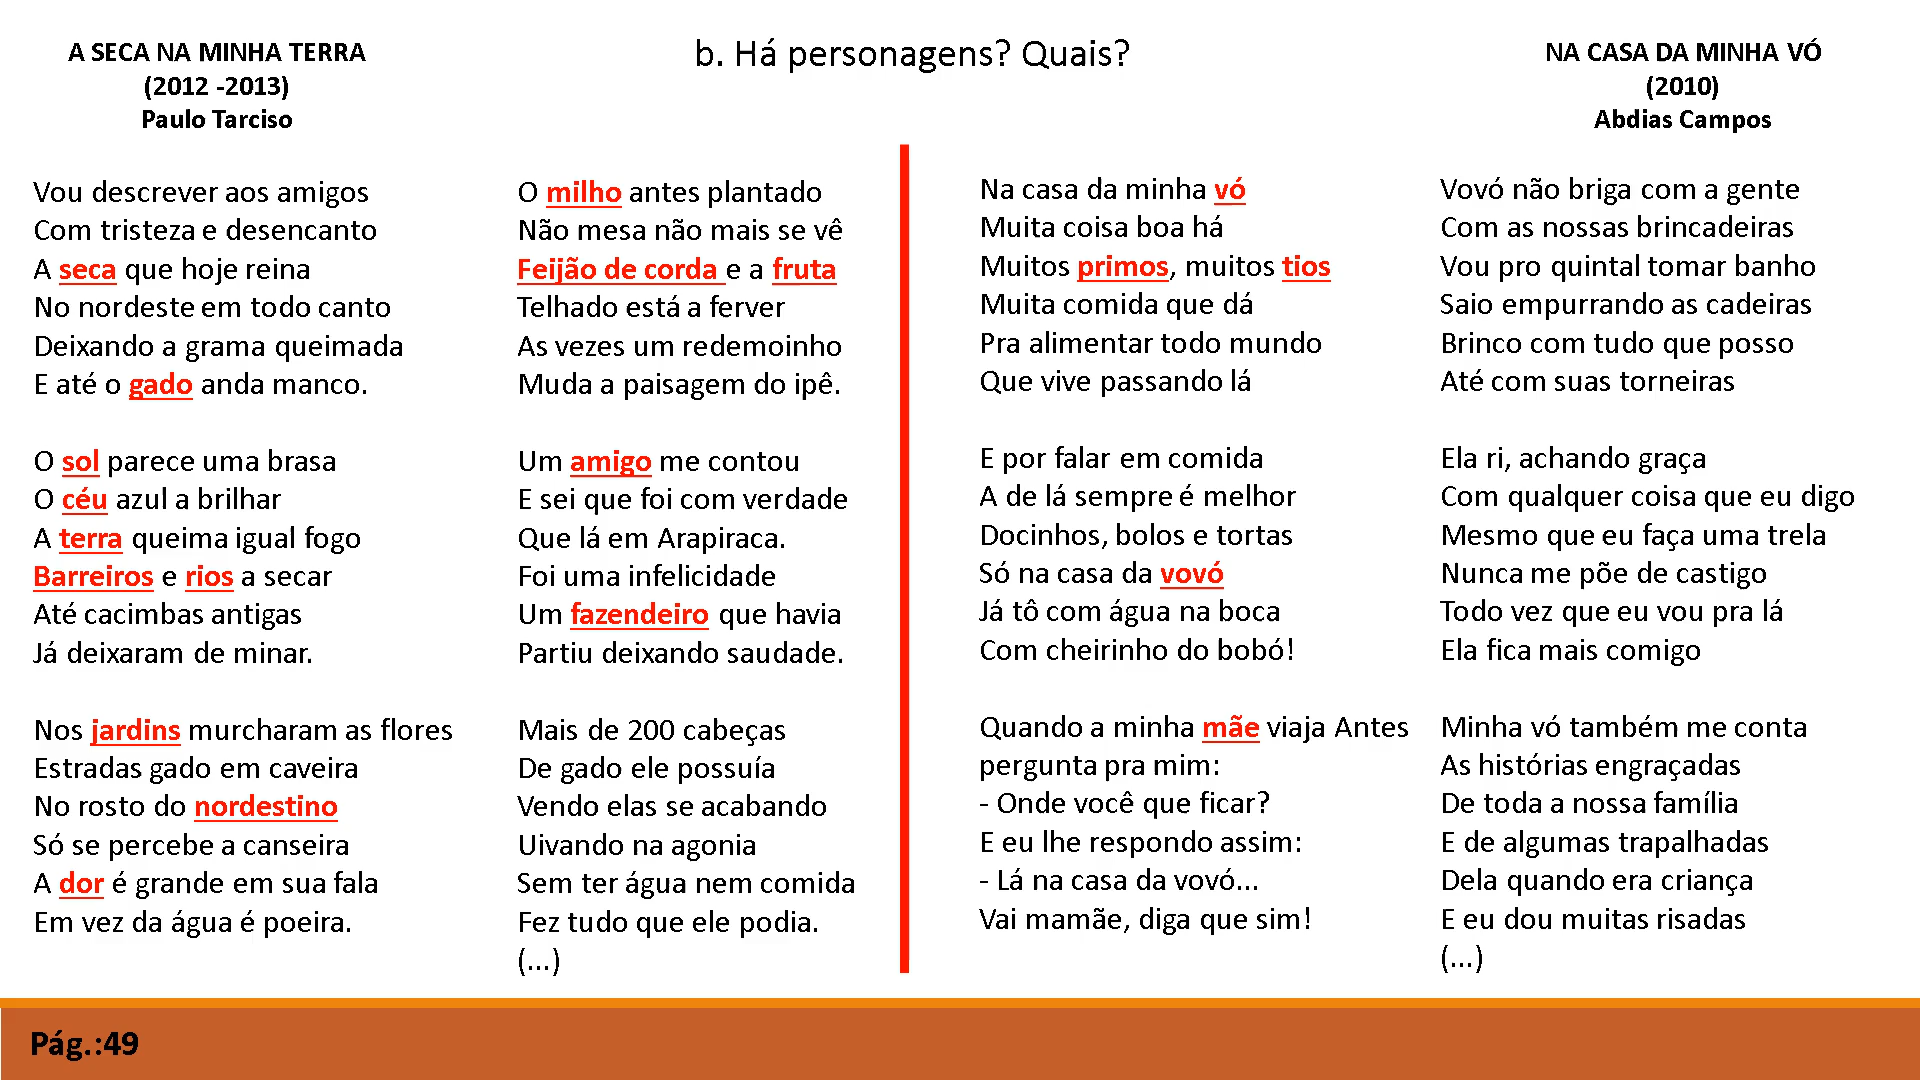 A SECA NA MINHA TERRA
(2012 -2013)
Paulo Tarciso
b. Há personagens? Quais?
NA CASA DA MINHA VÓ
(2010)
Abdias Campos
Vou descrever aos amigos
Com tristeza e desencanto
A seca que hoje reina
No nordeste em todo canto
Deixando a grama queimada
E até o gado anda manco.
O sol parece uma brasa
O céu azul a brilhar
A terra queima igual fogo
Barreiros e rios a secar
Até cacimbas antigas
Já deixaram de minar.
Nos jardins murcharam as flores
Estradas gado em caveira
No rosto do nordestino
Só se percebe a canseira
A dor é grande em sua fala
Em vez da água é poeira.
O milho antes plantado
Não mesa não mais se vê
Feijão de corda e a fruta
Telhado está a ferver
As vezes um redemoinho
Muda a paisagem do ipê.
Um amigo me contou
E sei que foi com verdade
Que lá em Arapiraca.
Foi uma infelicidade
Um fazendeiro que havia
Partiu deixando saudade.
Mais de 200 cabeças
De gado ele possuía
Vendo elas se acabando
Uivando na agonia
Sem ter água nem comida
Fez tudo que ele podia.
(...)
Na casa da minha vó
Muita coisa boa há
Muitos primos, muitos tios
Muita comida que dá
Pra alimentar todo mundo
Que vive passando lá
E por falar em comida
A de lá sempre é melhor
Docinhos, bolos e tortas
Só na casa da vovó
Já tô com água na boca
Com cheirinho do bobó!
Quando a minha mãe viaja Antes
pergunta pra mim:
- Onde você que ficar?
E eu lhe respondo assim:
- Lá na casa da vovó...
Vai mamãe, diga que sim!
Vovó não briga com a gente
Com as nossas brincadeiras
Vou pro quintal tomar banho
Saio empurrando as cadeiras
Brinco com tudo que posso
Até com suas torneiras
Ela ri, achando graça
Com qualquer coisa que eu digo
Mesmo que eu faça uma trela
Nunca me põe de castigo
Todo vez que eu vou pra lá
Ela fica mais comigo
Minha vó também me conta
As histórias engraçadas
De toda a nossa família
E de algumas trapalhadas
Dela quando era criança
E eu dou muitas risadas
(...)
Pág.:49